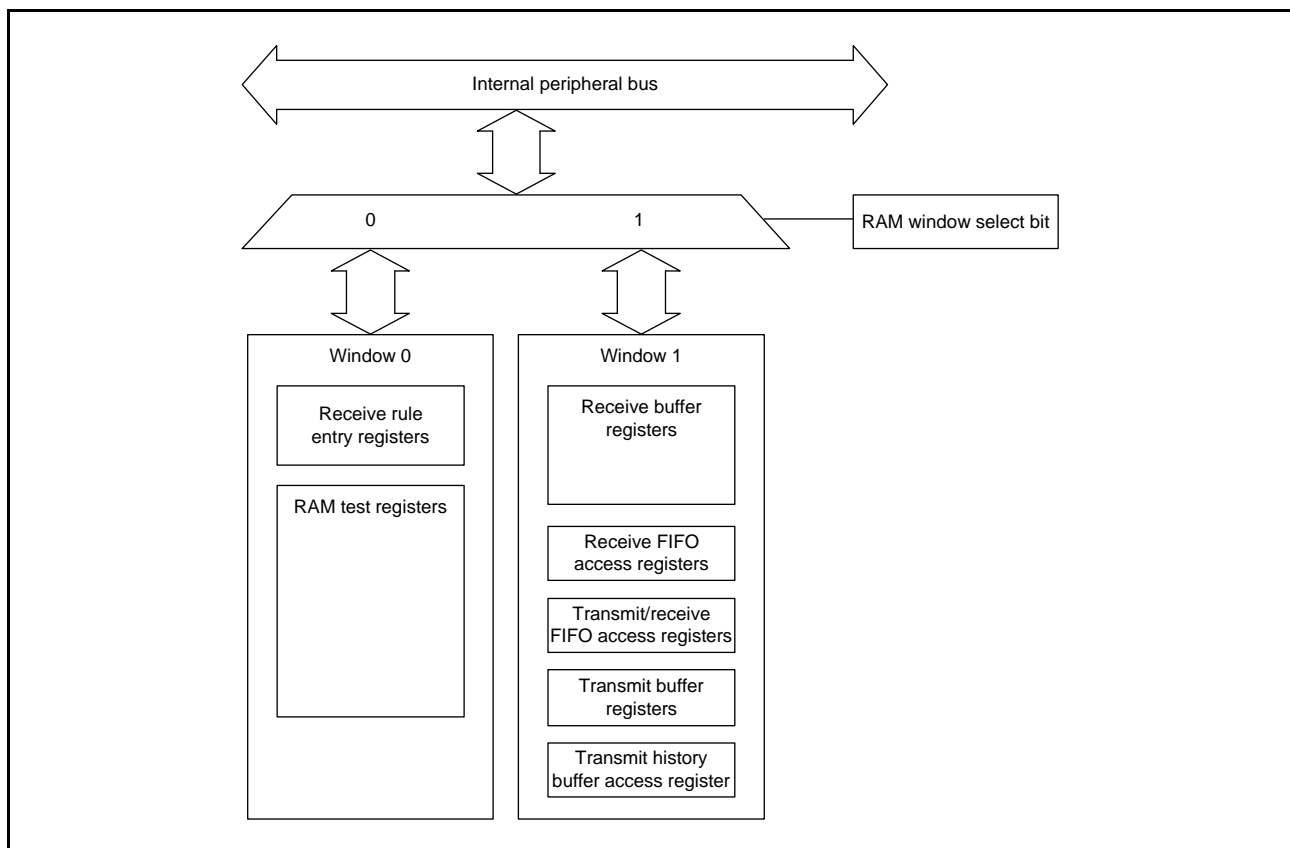 Internal peripheral bus
0
1
RAM window select bit
Window 0
Receive rule
entry registers
RAM test registers
Window 1
Receive buffer
registers
Receive FIFO
access registers
Transmit/receive
FIFO access registers
Transmit buffer
registers
Transmit history
buffer access register